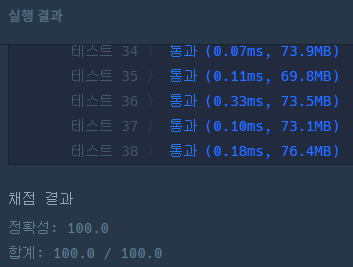 실행 결과
테스트 34 〉 통과 (0.07ms, 73.9MB)
테스트 35 〉 통과 (0.11ms, 69.8MB)
테스트 36 〉 통과 (0.33ms, 73.5MB)
테스트 37 〉 통과 (0.10ms, 73.1MB)
테스트 38 〉 통과 (0.18ms, 76.4MB)
채점 결과
정확성: 100.0
합계: 100.0 / 100.0